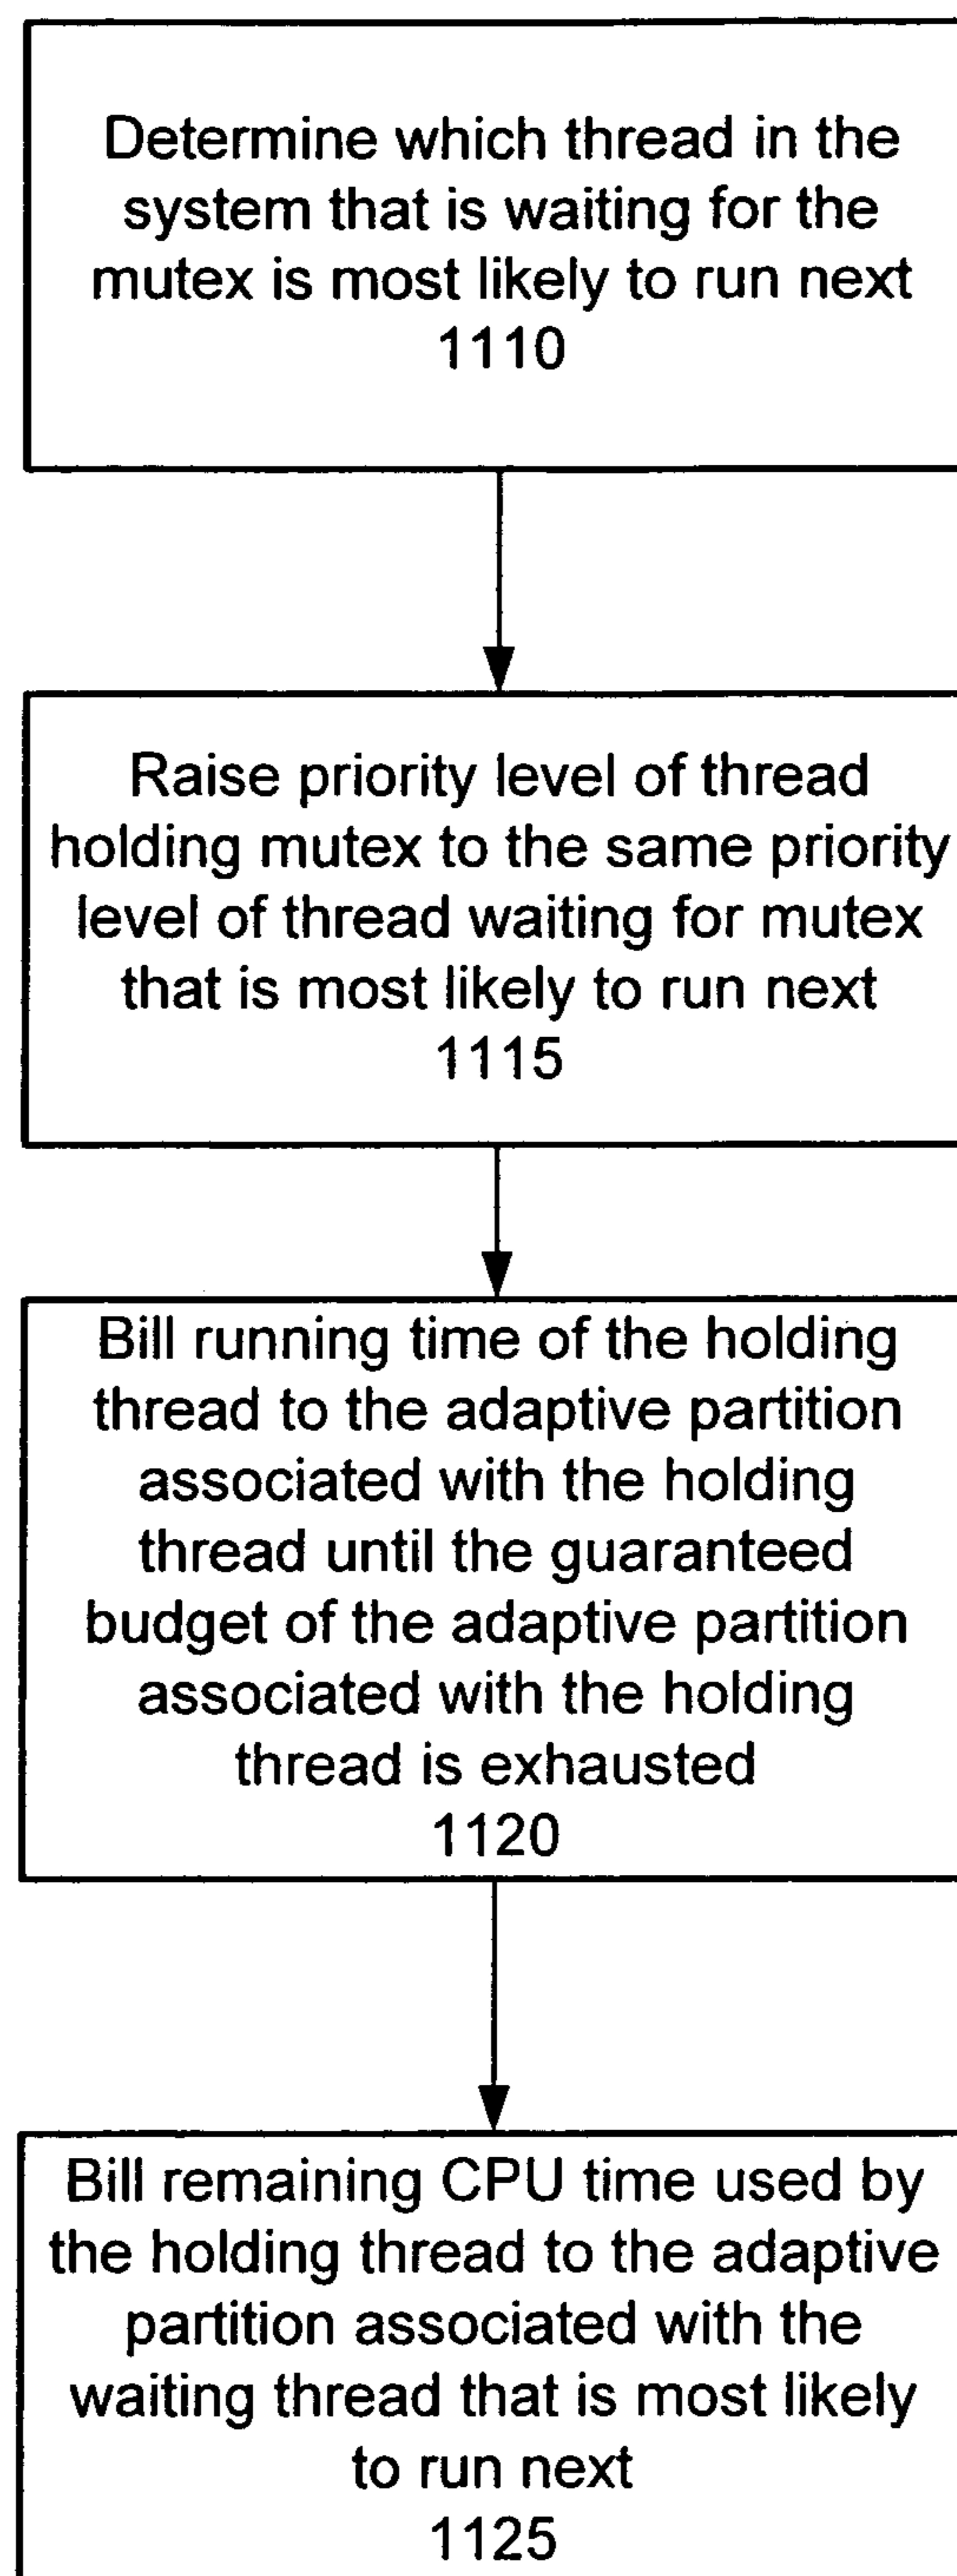 Determine which thread in the
system that is waiting for the
mutex is most likely to run next
1110
Raise priority level of thread
holding mutex to the same priority
level of thread waiting for mutex
that is most likely to run next
1115
Bill running time of the holding
thread to the adaptive partition
associated with the holding
thread until the guaranteed
budget of the adaptive partition
associated with the holding
thread is exhausted
1120
Bill remaining CPU time used by
the holding thread to the adaptive
partition associated with the
waiting thread that is most likely
to run next
1125